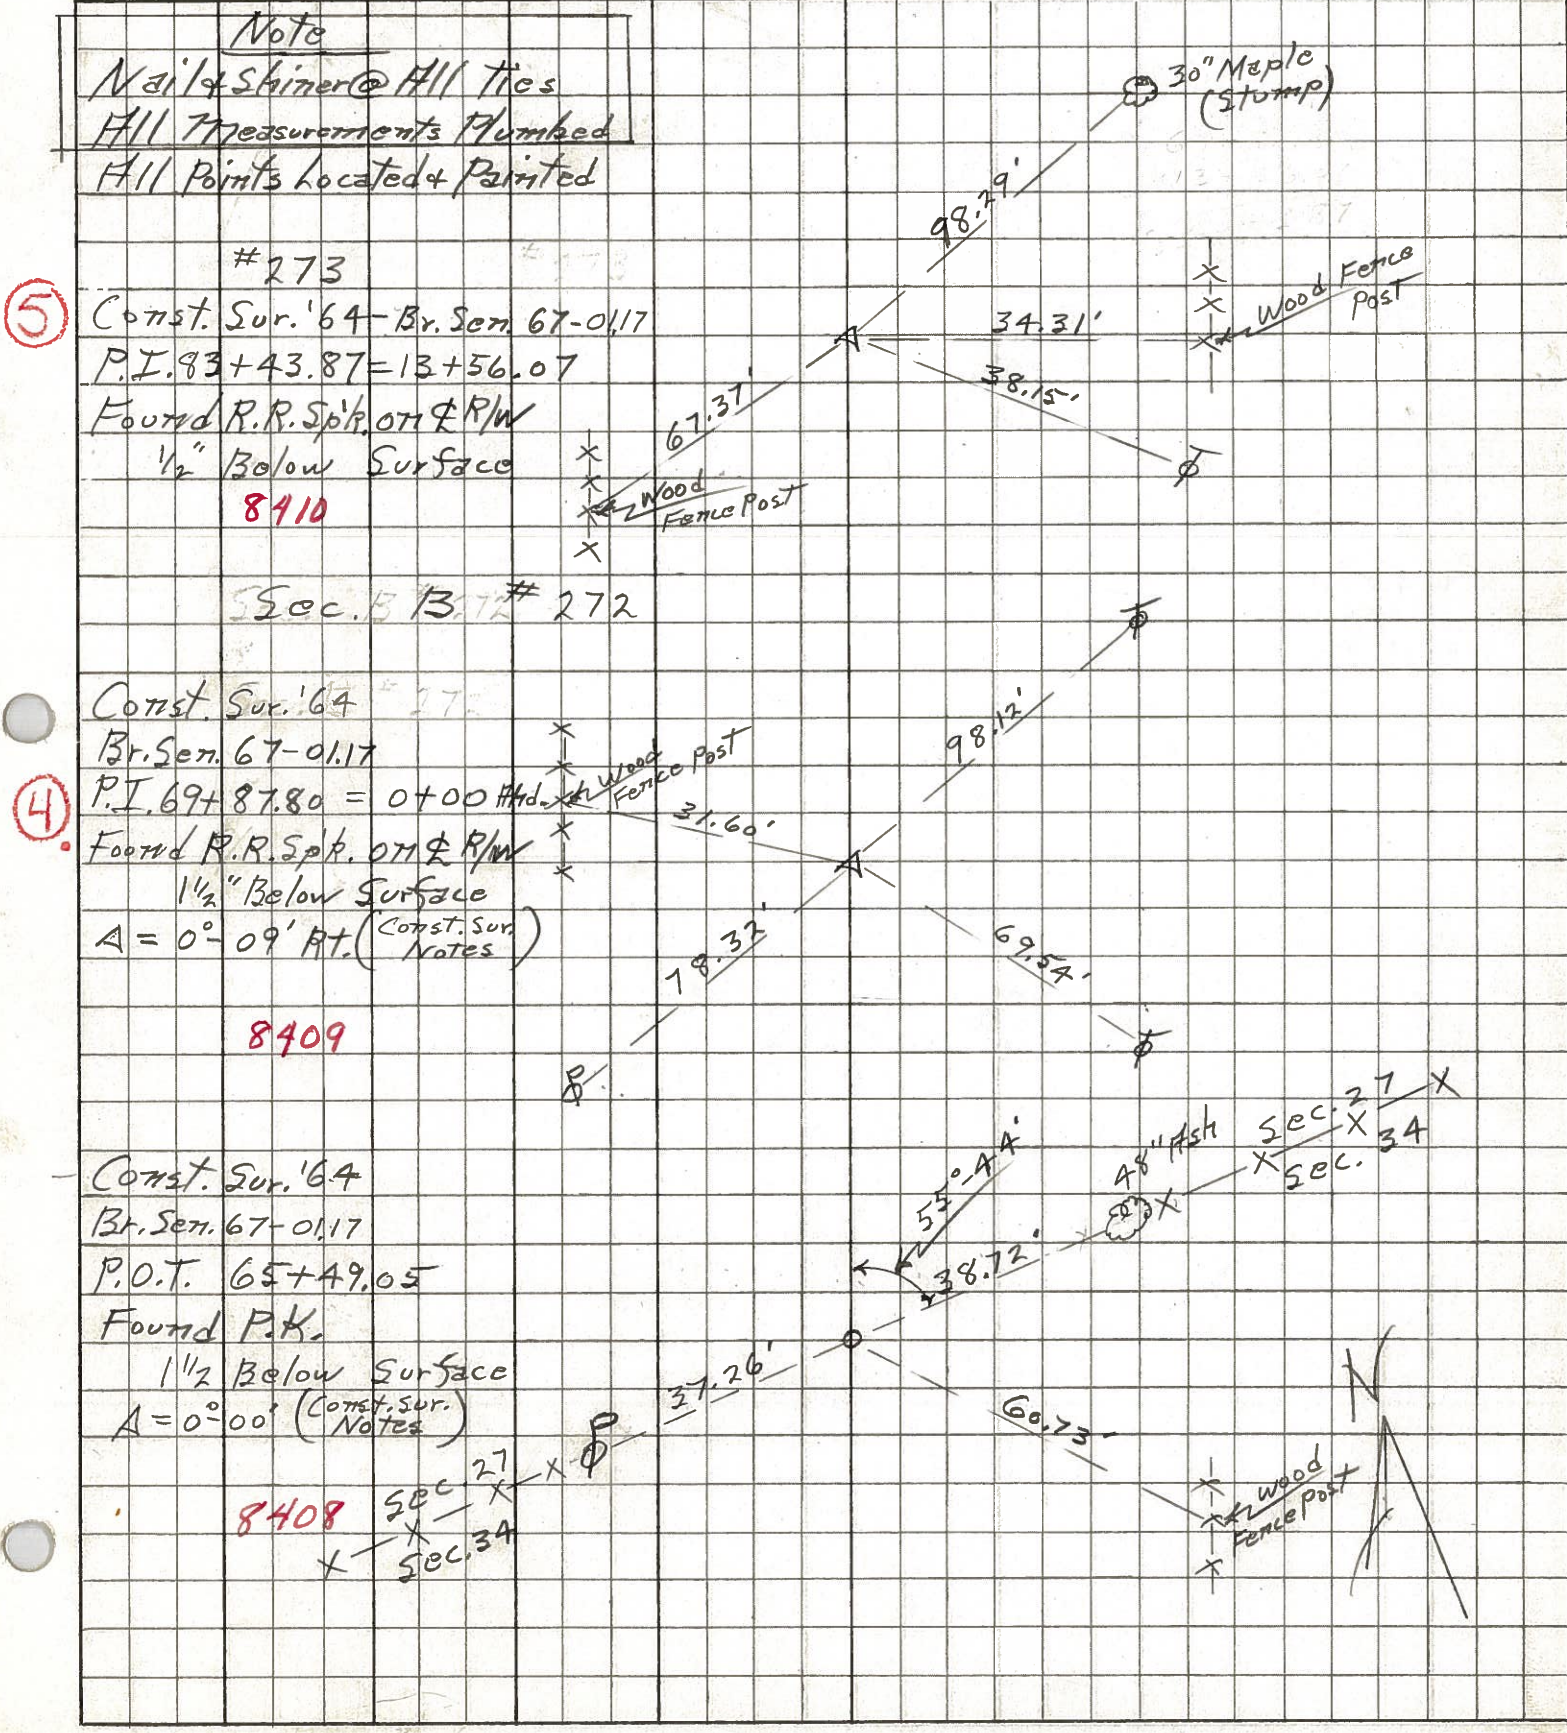 Note
Nail & Shiner @ All Ties
All Measurements Plumbed
All Points Located & Painted
30" Maple
(Stump)
98.29'
#273
5
Const. Sur. '64 - Br. Sen. 67-01.17
P.I. 83+43.87 = 13+56.07
Found R.R. Spk. on ℄ R/W
1/2" Below Surface
8410
Wood Fence
Post
34.31'
38.15'
67.37'
Wood
Fence Post
Sec. 13 # 272
Const. Sur. '64
Br. Sen. 67-01.17
4
P.I. 69+87.80 = 0+00 Ahd.
Found R.R. Spk. on ℄ R/W
1 1/2" Below Surface
Δ = 0°-09' Rt. (Const. Sur.
Notes)
8409
Wood
Fence Post
31.60'
98.12'
78.32'
69.54'
Const. Sur. '64
Br. Sen. 67-01.17
P.O.T. 65+49.05
Found P.K.
1 1/2 Below Surface
Δ = 0°-00' (Const. Sur.
Notes)
8408
55°-44'
48" Ash
Sec. 27
Sec. 34
38.72'
37.26'
60.73'
Sec. 27
Sec. 34
Wood
Fence Post
N